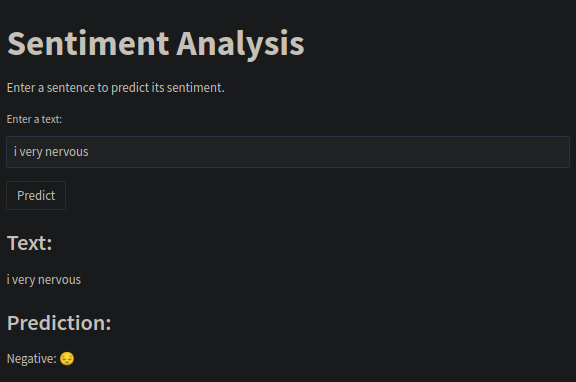 Sentiment Analysis
Enter a sentence to predict its sentiment.
Enter a text:
i very nervous
Predict
Text:
i very nervous
Prediction:
Negative: 😔